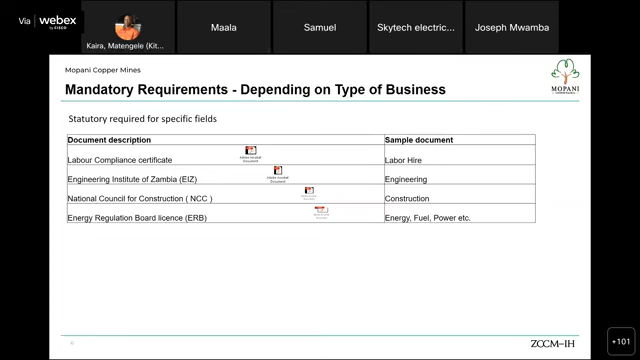 Via webex
by CISCO
Kaira, Matengele (Kit...
Maala
Samuel
Skytech electric...
Joseph Mwamba
Mopani Copper Mines
Mandatory Requirements - Depending on Type of Business
MOPANI
Statutory required for specific fields
Document description Sample document
Labour Compliance certificate Labor Hire
Engineering Institute of Zambia (EIZ) Engineering
National Council for Construction ( NCC ) Construction
Energy Regulation Board licence (ERB) Energy, Fuel, Power etc.
ZCCM-IH
+101